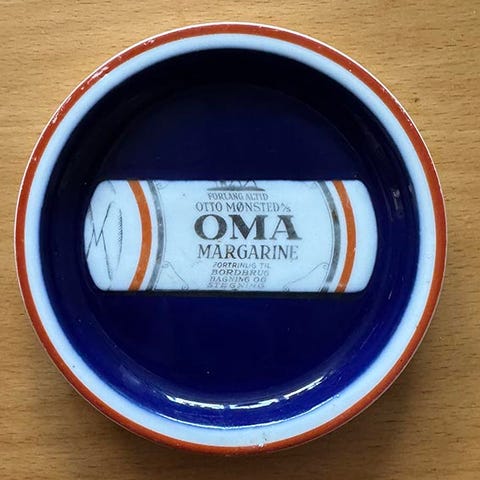 FORLANG ALTID
OTTO MØNSTED A/S
OMA
MARGARINE
FORTRINLIG TIL
BORDBRUG
BAGNING OG
STEGNING